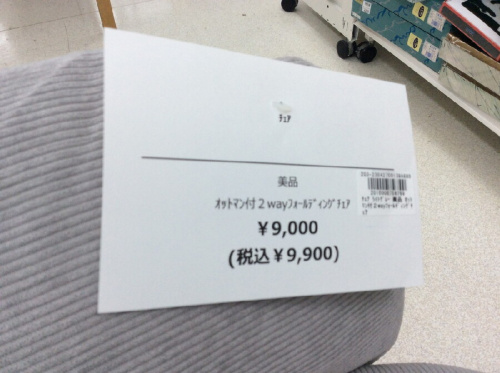 ﾁｪｱ
美品
ｵｯﾄﾏﾝ付２wayﾌｫｰﾙﾃﾞｨﾝｸﾞﾁｪｱ
￥9,000
(税込￥9,900)